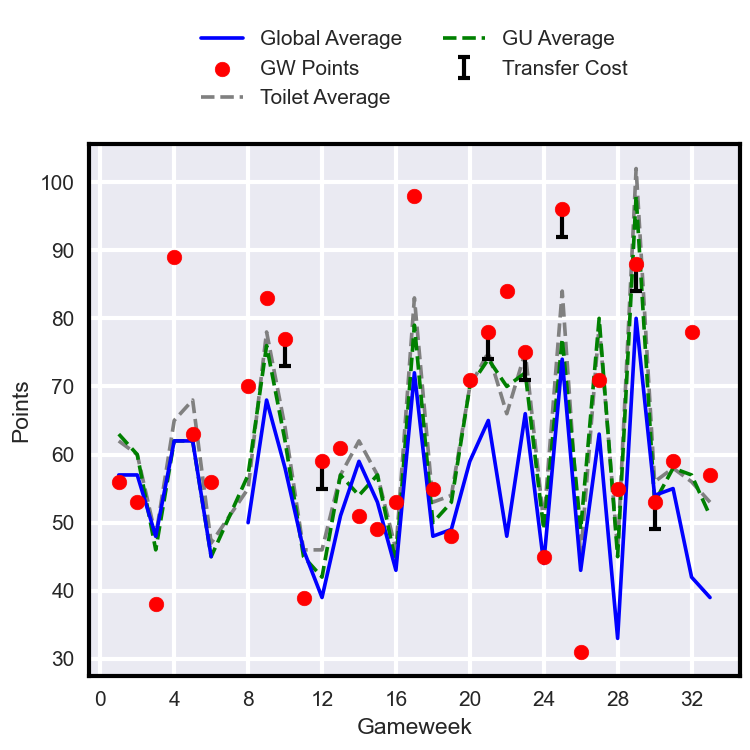 Global Average
GU Average
GW Points
Transfer Cost
Toilet Average
Points
100
90
80
70
60
50
40
30
0 4 8 12 16 20 24 28 32
Gameweek